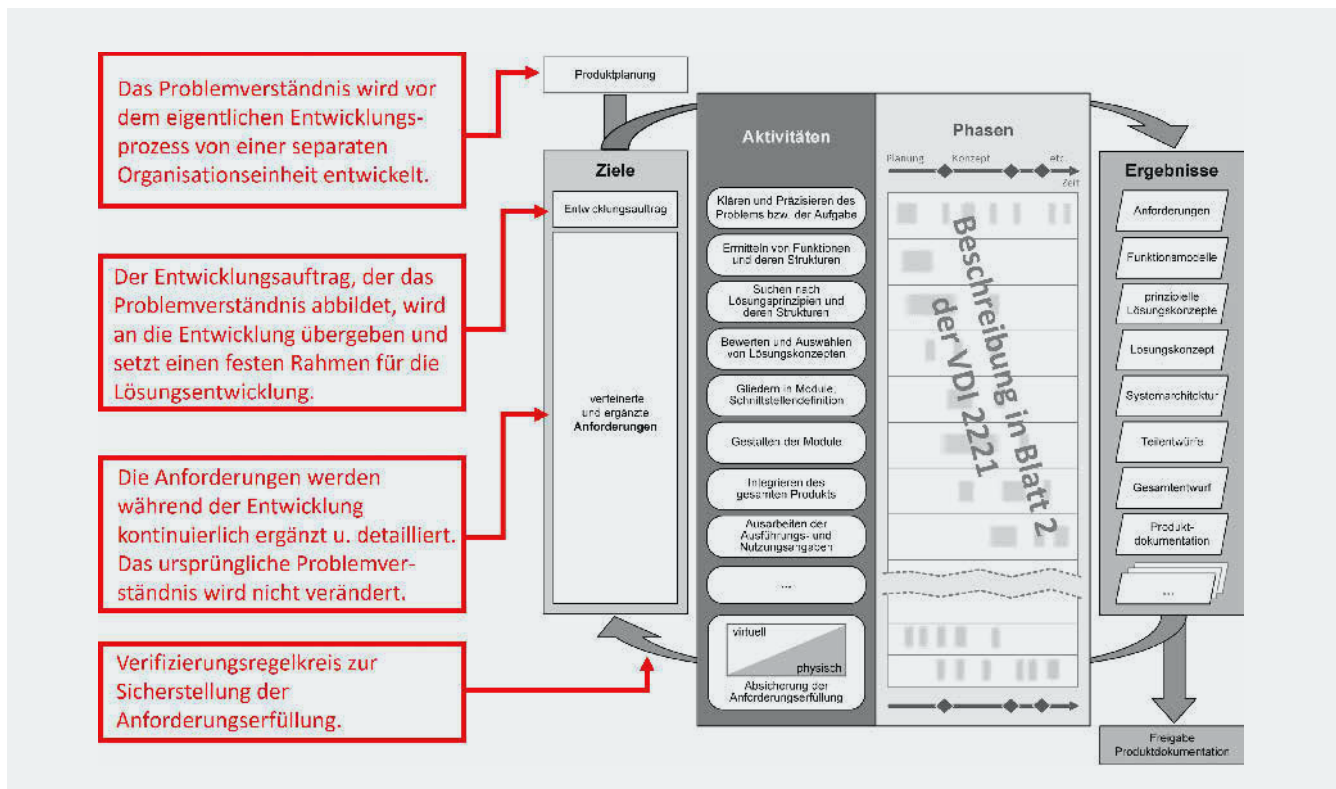 Das Problemverständnis wird vor
dem eigentlichen Entwicklungs-
prozess von einer separaten
Organisationseinheit entwickelt.
Der Entwicklungsauftrag, der das
Problemverständnis abbildet, wird
an die Entwicklung übergeben und
setzt einen festen Rahmen für die
Lösungsentwicklung.
Die Anforderungen werden
während der Entwicklung
kontinuierlich ergänzt u. detailliert.
Das ursprüngliche Problemver-
ständnis wird nicht verändert.
Verifizierungsregelkreis zur
Sicherstellung der
Anforderungserfüllung.
Produktplanung
Ziele
Entwicklungsauftrag
verfeinerte
und ergänzte
Anforderungen
Aktivitäten
Klären und Präzisieren des
Problems bzw. der Aufgabe
Ermitteln von Funktionen
und deren Strukturen
Suchen nach
Lösungsprinzipien und
deren Strukturen
Bewerten und Auswählen
von Lösungskonzepten
Gliedern in Module,
Schnittstellendefinition
Gestalten der Module
Integrieren des
gesamten Produkts
Ausarbeiten der
Ausführungs- und
Nutzungsangaben
...
virtuell
physisch
Absicherung der
Anforderungserfüllung
Phasen
Planung Konzept etc.
Zeit
Beschreibung in Blatt 2
der VDI 2221
Ergebnisse
Anforderungen
Funktionsmodelle
prinzipielle
Lösungskonzepte
Lösungskonzept
Systemarchitektur
Teilentwürfe
Gesamtentwurf
Produkt-
dokumentation
...
Freigabe
Produktdokumentation